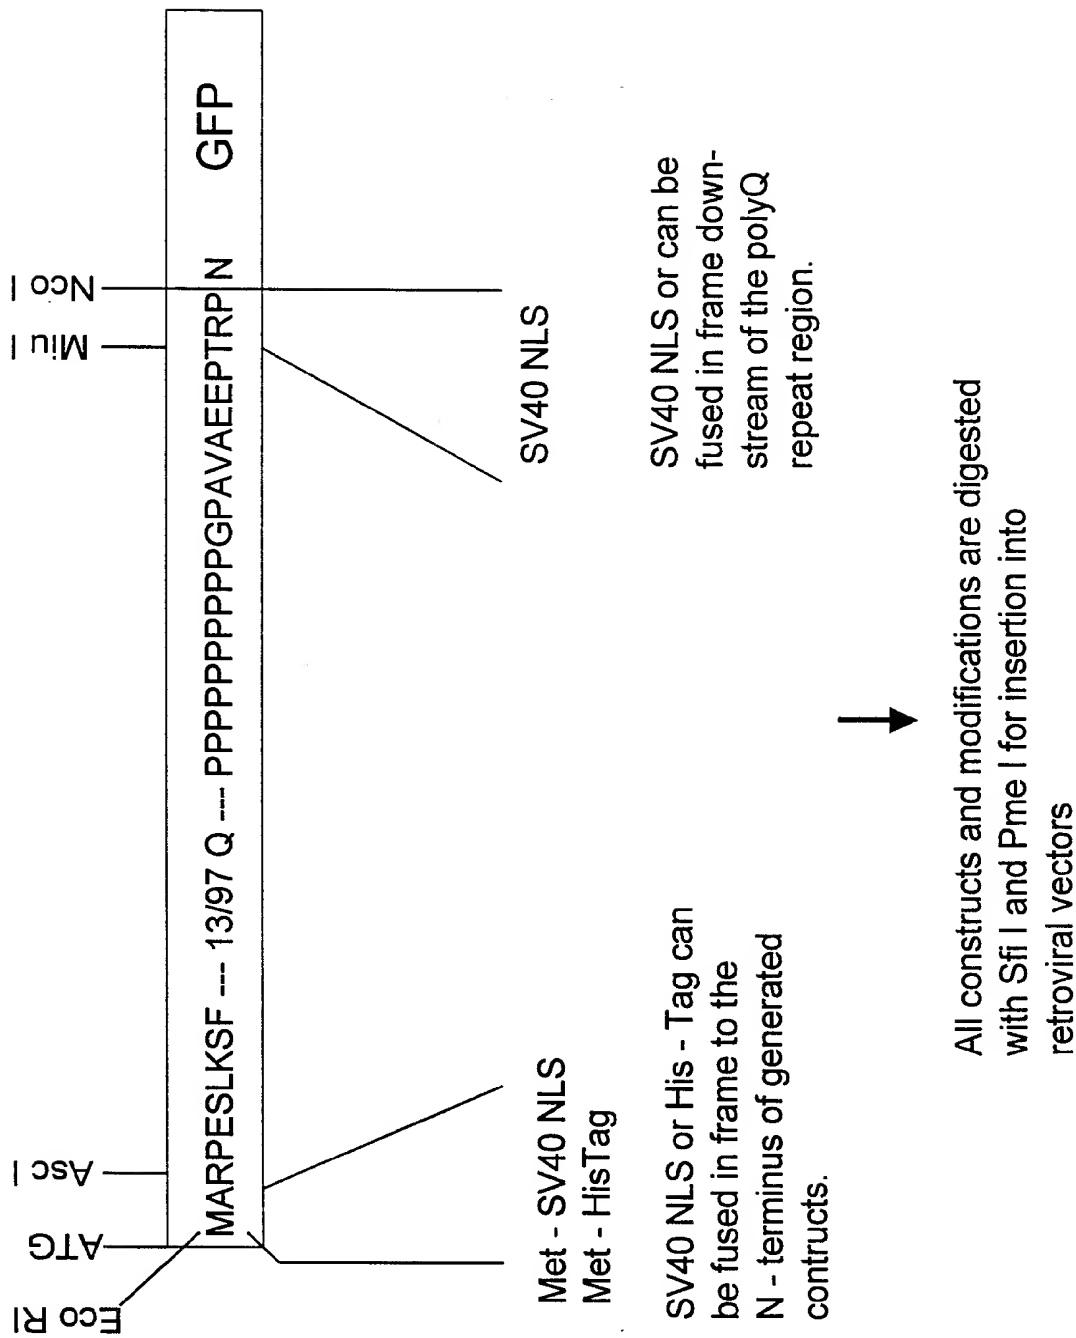 Eco RI
ATG
Asc I
Miu I
Nco I
MARPESLKSF --- 13/97 Q --- PPPPPPPPPPPGPAVAEEPTRP N GFP
Met - SV40 NLS
Met - HisTag
SV40 NLS or His - Tag can
be fused in frame to the
N - terminus of generated
contructs.
SV40 NLS
SV40 NLS or can be
fused in frame down-
stream of the polyQ
repeat region.
All constructs and modifications are digested
with Sfi I and Pme I for insertion into
retroviral vectors